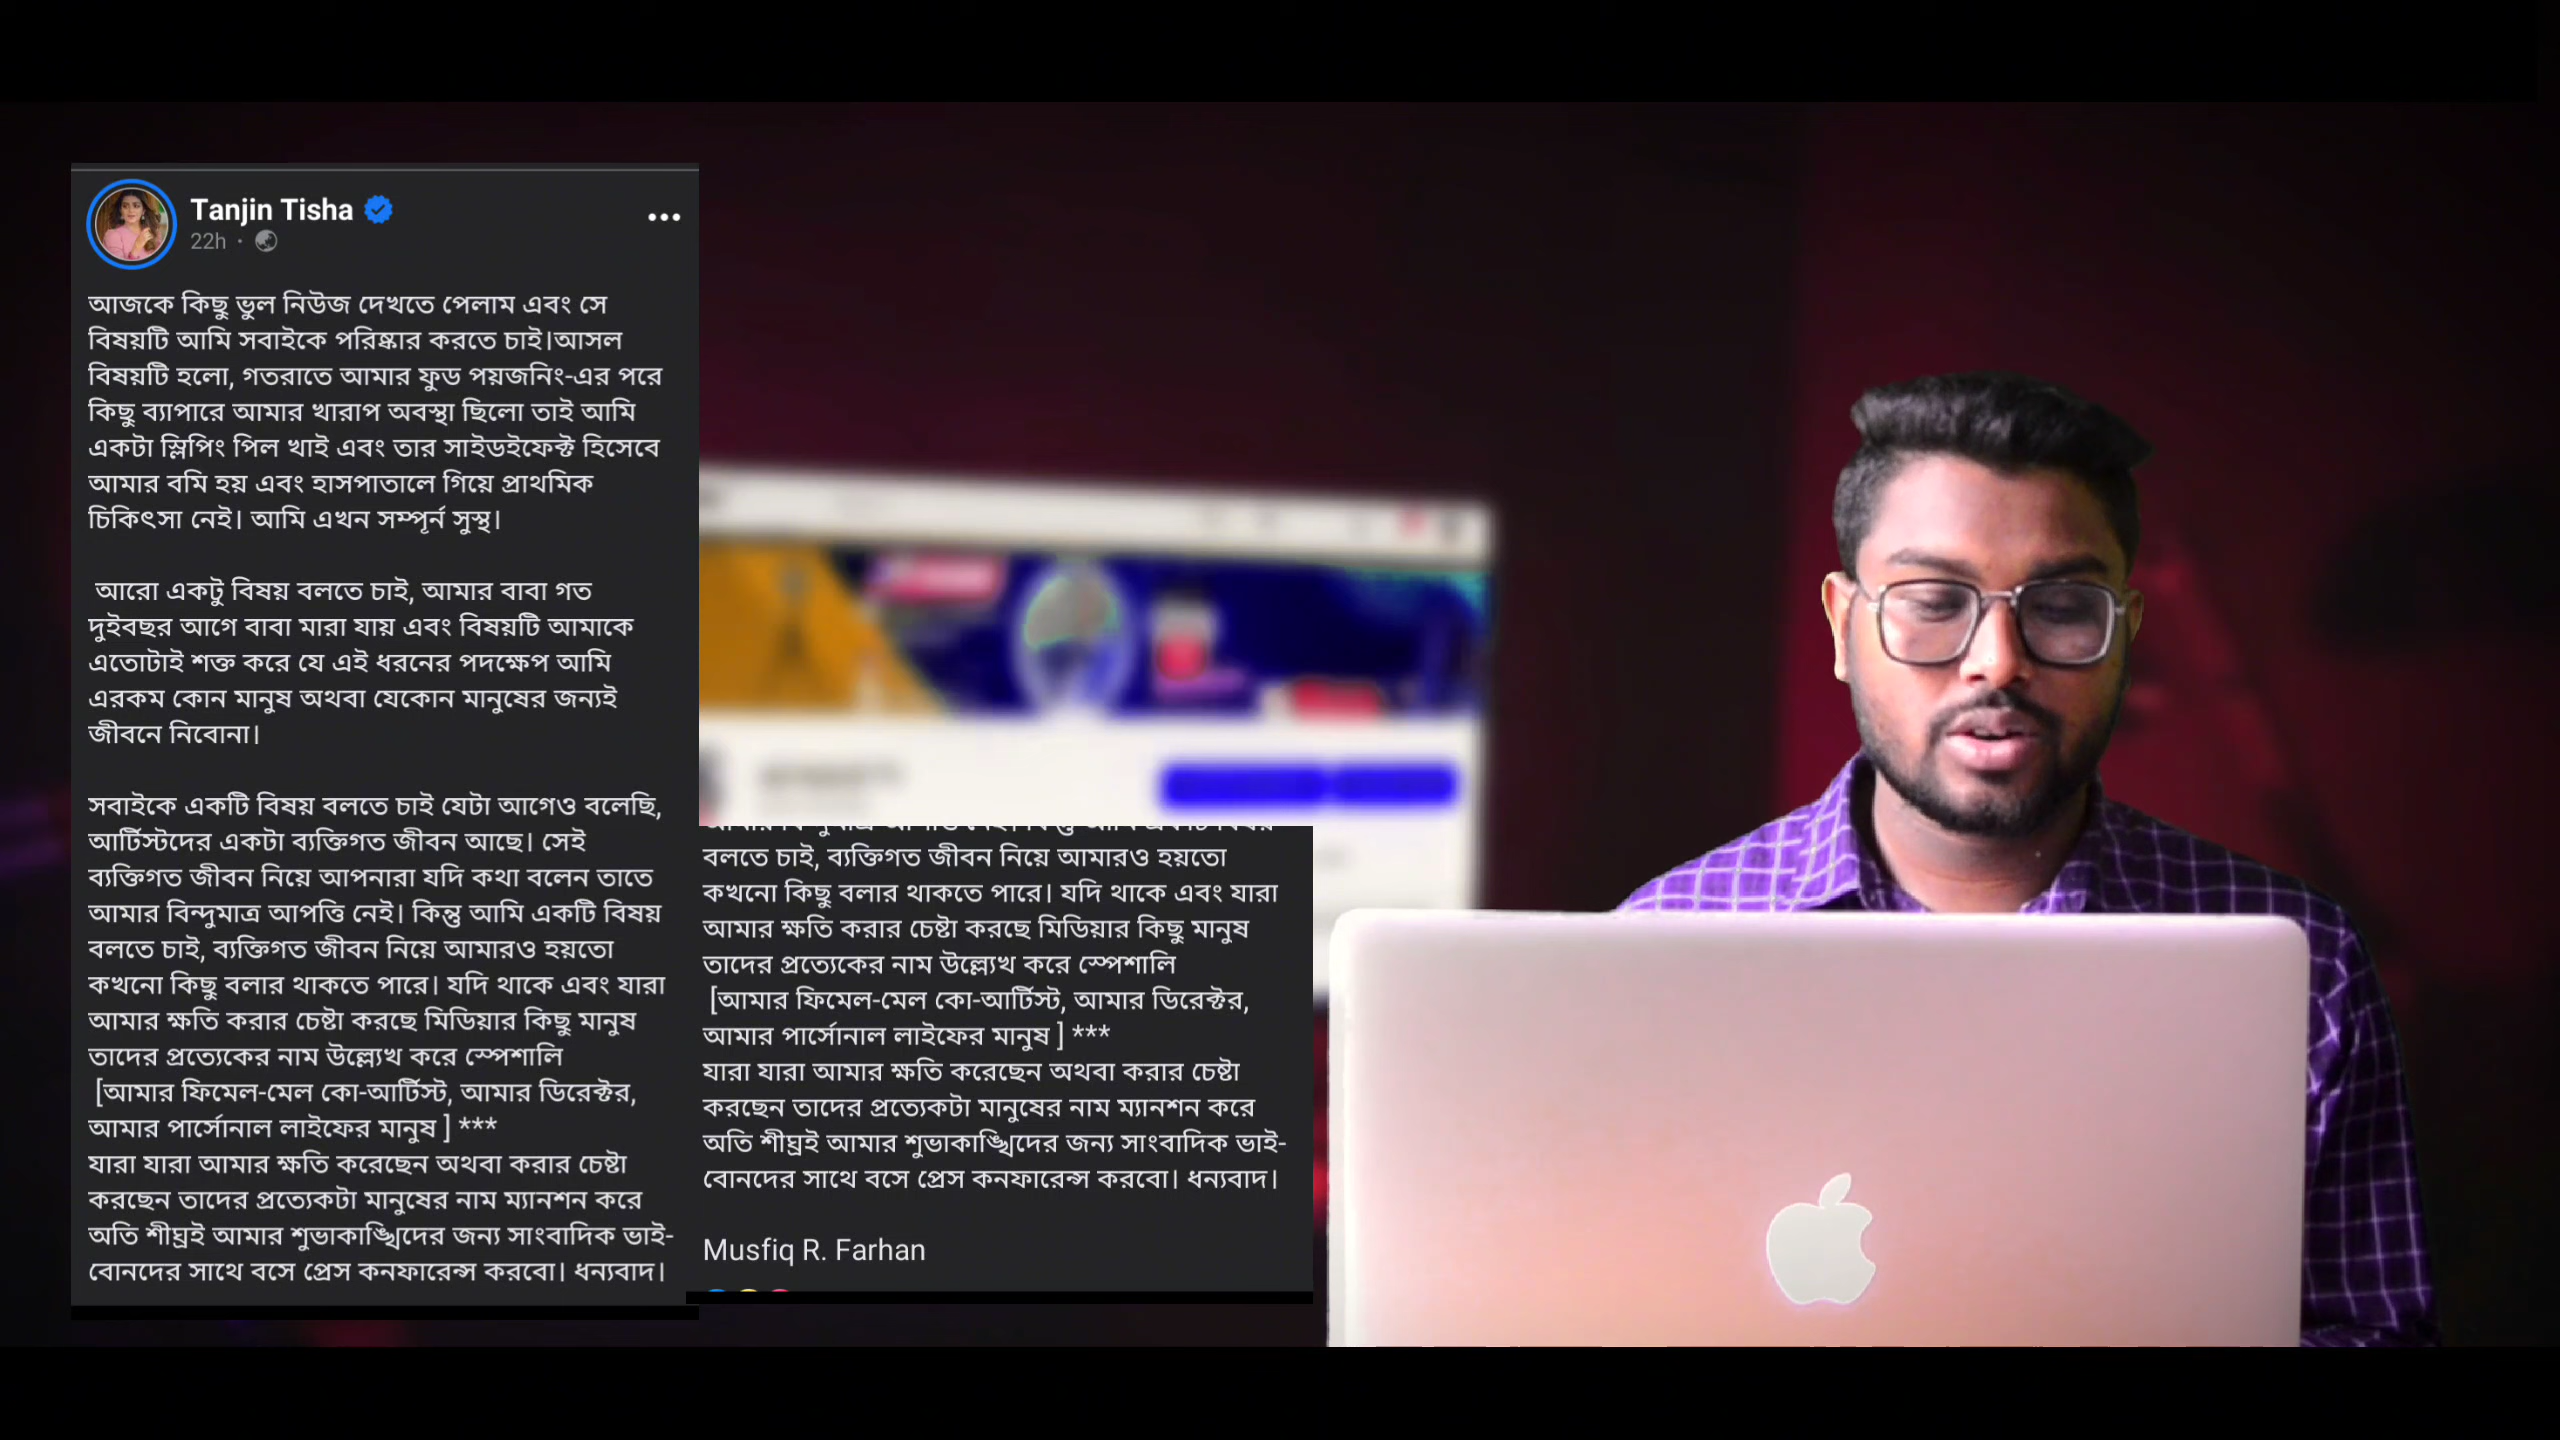 Tanjin Tisha
22h
আজকে কিছু ভুল নিউজ দেখতে পেলাম এবং সে
বিষয়টি আমি সবাইকে পরিষ্কার করতে চাই।আসল
বিষয়টি হলো, গতরাতে আমার ফুড পয়জনিং-এর পরে
কিছু ব্যাপারে আমার খারাপ অবস্থা ছিলো তাই আমি
একটা স্লিপিং পিল খাই এবং তার সাইডইফেক্ট হিসেবে
আমার বমি হয় এবং হাসপাতালে গিয়ে প্রাথমিক
চিকিৎসা নেই। আমি এখন সম্পূর্ন সুস্থ।
আরো একটু বিষয় বলতে চাই, আমার বাবা গত
দুইবছর আগে বাবা মারা যায় এবং বিষয়টি আমাকে
এতোটাই শক্ত করে যে এই ধরনের পদক্ষেপ আমি
এরকম কোন মানুষ অথবা যেকোন মানুষের জন্যই
জীবনে নিবোনা।
সবাইকে একটি বিষয় বলতে চাই যেটা আগেও বলেছি,
আর্টিস্টদের একটা ব্যক্তিগত জীবন আছে। সেই
ব্যক্তিগত জীবন নিয়ে আপনারা যদি কথা বলেন তাতে
আমার বিন্দুমাত্র আপত্তি নেই। কিন্তু আমি একটি বিষয়
বলতে চাই, ব্যক্তিগত জীবন নিয়ে আমারও হয়তো
কখনো কিছু বলার থাকতে পারে। যদি থাকে এবং যারা
আমার ক্ষতি করার চেষ্টা করছে মিডিয়ার কিছু মানুষ
তাদের প্রত্যেকের নাম উল্ল্যেখ করে স্পেশালি
[আমার ফিমেল-মেল কো-আর্টিস্ট, আমার ডিরেক্টর,
আমার পার্সোনাল লাইফের মানুষ ] ***
যারা যারা আমার ক্ষতি করেছেন অথবা করার চেষ্টা
করছেন তাদের প্রত্যেকটা মানুষের নাম ম্যানশন করে
অতি শীঘ্রই আমার শুভাকাঙ্খিদের জন্য সাংবাদিক ভাই-
বোনদের সাথে বসে প্রেস কনফারেন্স করবো। ধন্যবাদ।
বলতে চাই, ব্যক্তিগত জীবন নিয়ে আমারও হয়তো
কখনো কিছু বলার থাকতে পারে। যদি থাকে এবং যারা
আমার ক্ষতি করার চেষ্টা করছে মিডিয়ার কিছু মানুষ
তাদের প্রত্যেকের নাম উল্ল্যেখ করে স্পেশালি
[আমার ফিমেল-মেল কো-আর্টিস্ট, আমার ডিরেক্টর,
আমার পার্সোনাল লাইফের মানুষ ] ***
যারা যারা আমার ক্ষতি করেছেন অথবা করার চেষ্টা
করছেন তাদের প্রত্যেকটা মানুষের নাম ম্যানশন করে
অতি শীঘ্রই আমার শুভাকাঙ্খিদের জন্য সাংবাদিক ভাই-
বোনদের সাথে বসে প্রেস কনফারেন্স করবো। ধন্যবাদ।
Musfiq R. Farhan